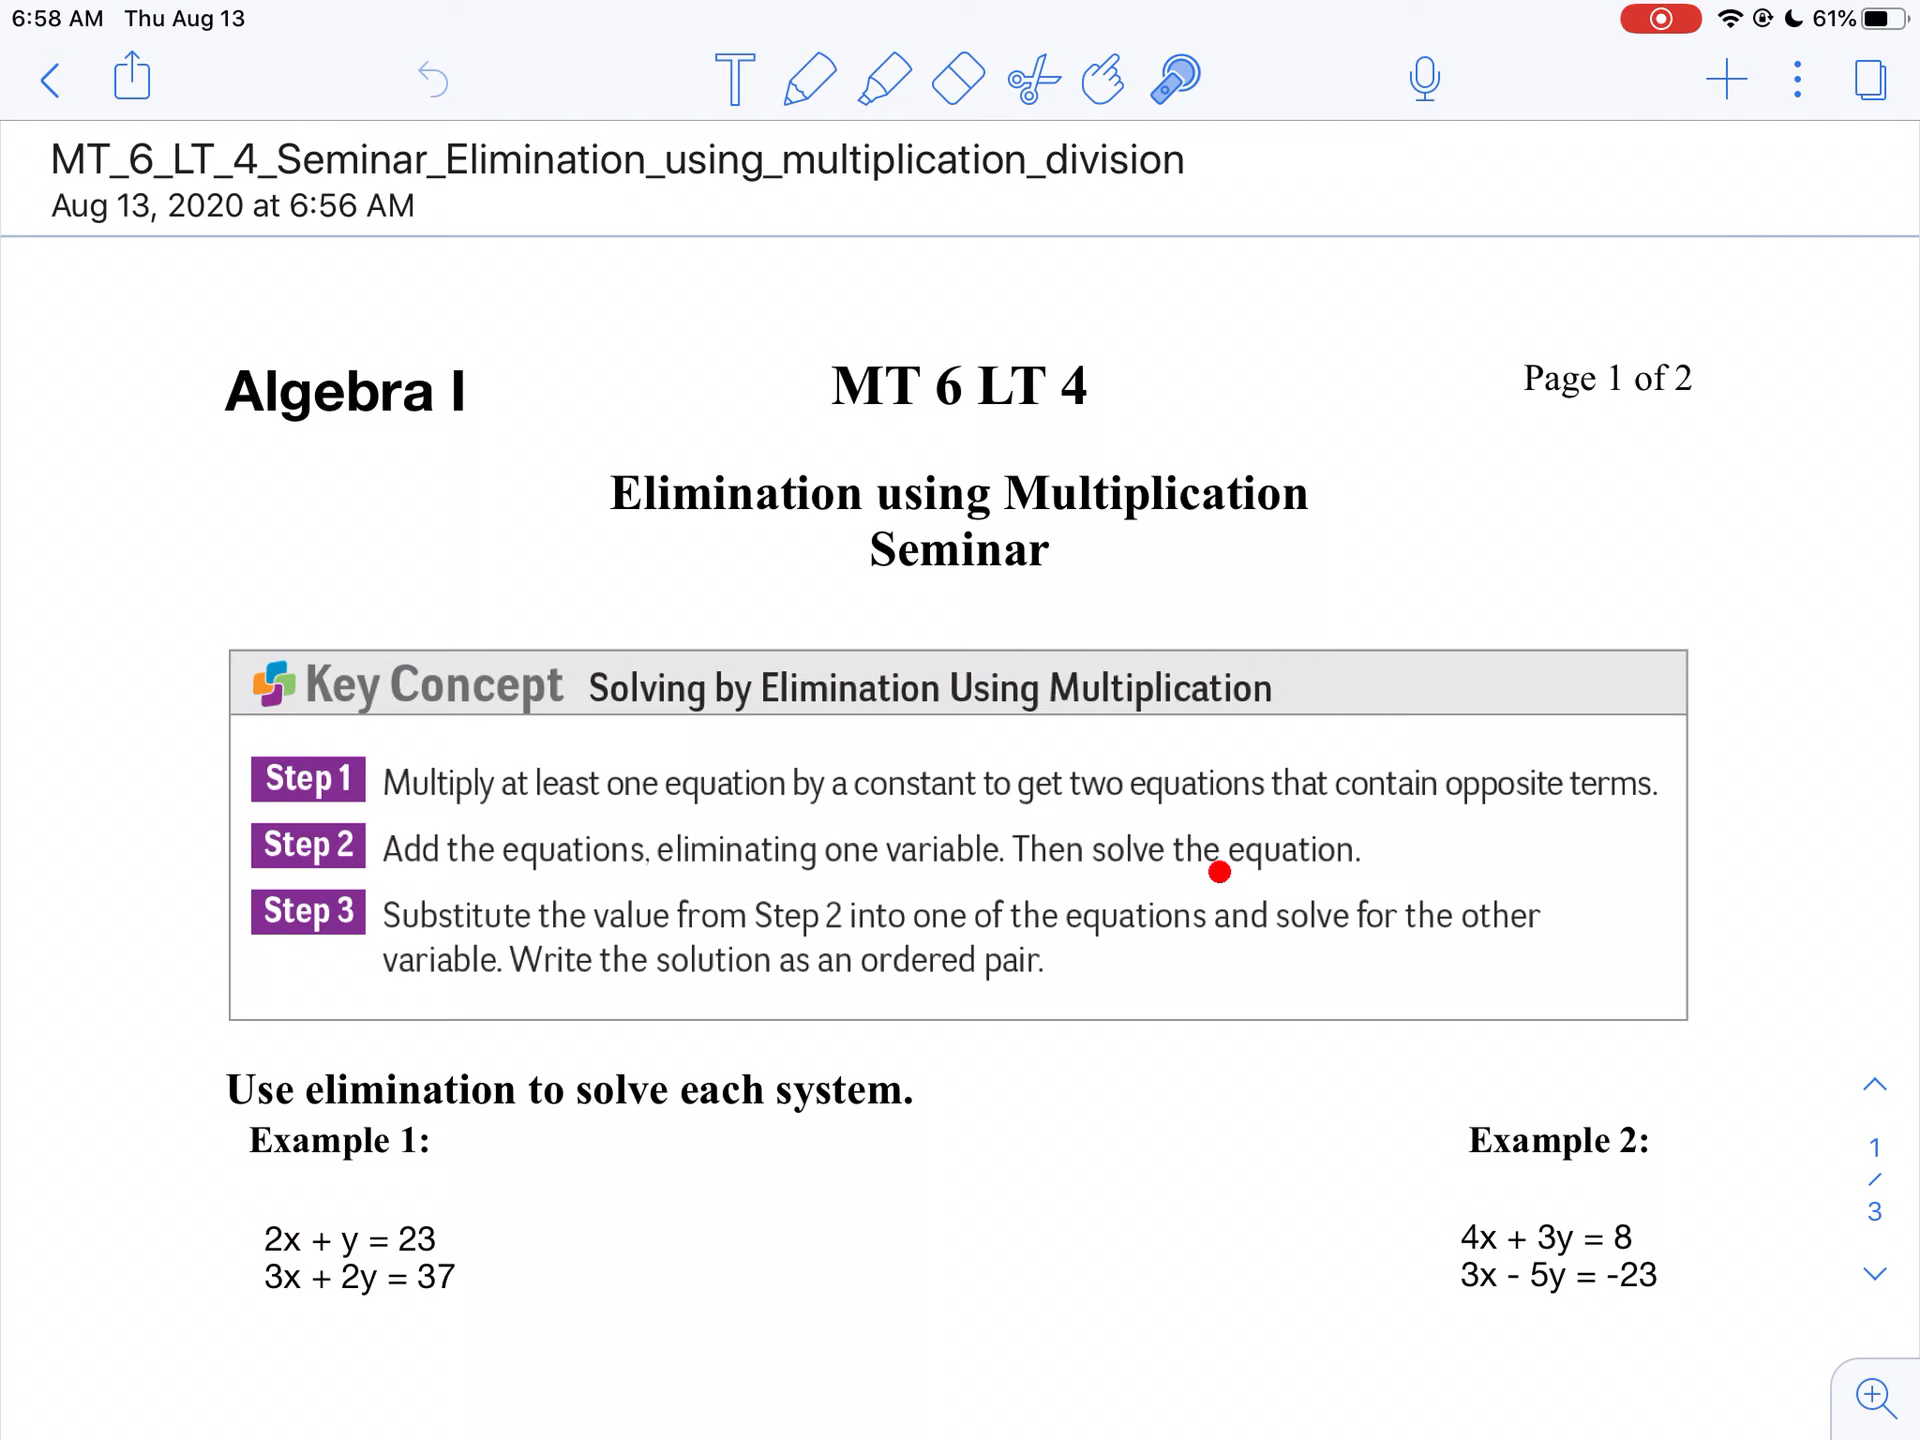 6:58 AM Thu Aug 13
61%
MT_6_LT_4_Seminar_Elimination_using_multiplication_division
Aug 13, 2020 at 6:56 AM
Algebra I
MT 6 LT 4
Page 1 of 2
Elimination using Multiplication
Seminar
Key Concept Solving by Elimination Using Multiplication
Step 1 Multiply at least one equation by a constant to get two equations that contain opposite terms.
Step 2 Add the equations, eliminating one variable. Then solve the equation.
Step 3 Substitute the value from Step 2 into one of the equations and solve for the other
variable. Write the solution as an ordered pair.
Use elimination to solve each system.
Example 1:
2x + y = 23
3x + 2y = 37
Example 2:
4x + 3y = 8
3x - 5y = -23
1
/
3